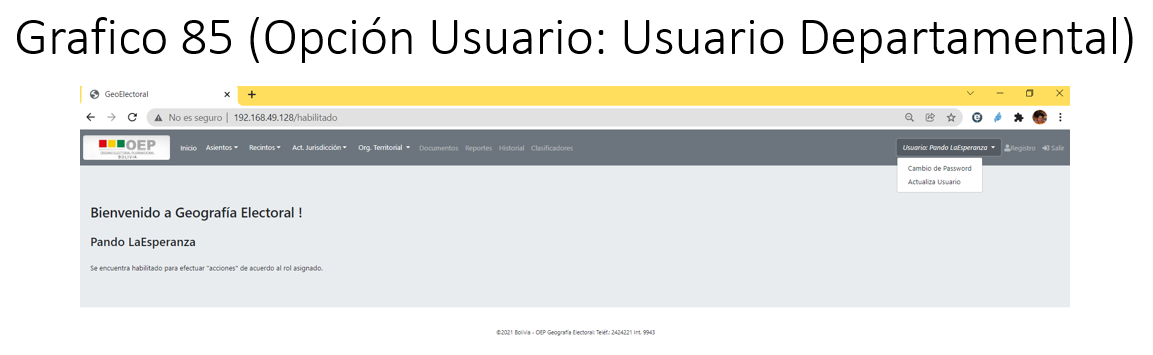 Grafico 85 (Opción Usuario: Usuario Departamental)
GeoElectoral
No es seguro | 192.168.49.128/habilitado
OEP
BOLIVIA
Inicio Asientos Recintos Act. Jurisdicción Org. Territorial Documentos Reportes Historial Clasificadores Usuario: Pando LaEsperanza Registro Salir
Cambio de Password
Actualiza Usuario
Bienvenido a Geografía Electoral !
Pando LaEsperanza
Se encuentra habilitado para efectuar "acciones" de acuerdo al rol asignado.
©2021 Bolivia - OEP Geografía Electoral: Teléf.: 2424221 Int. 9943